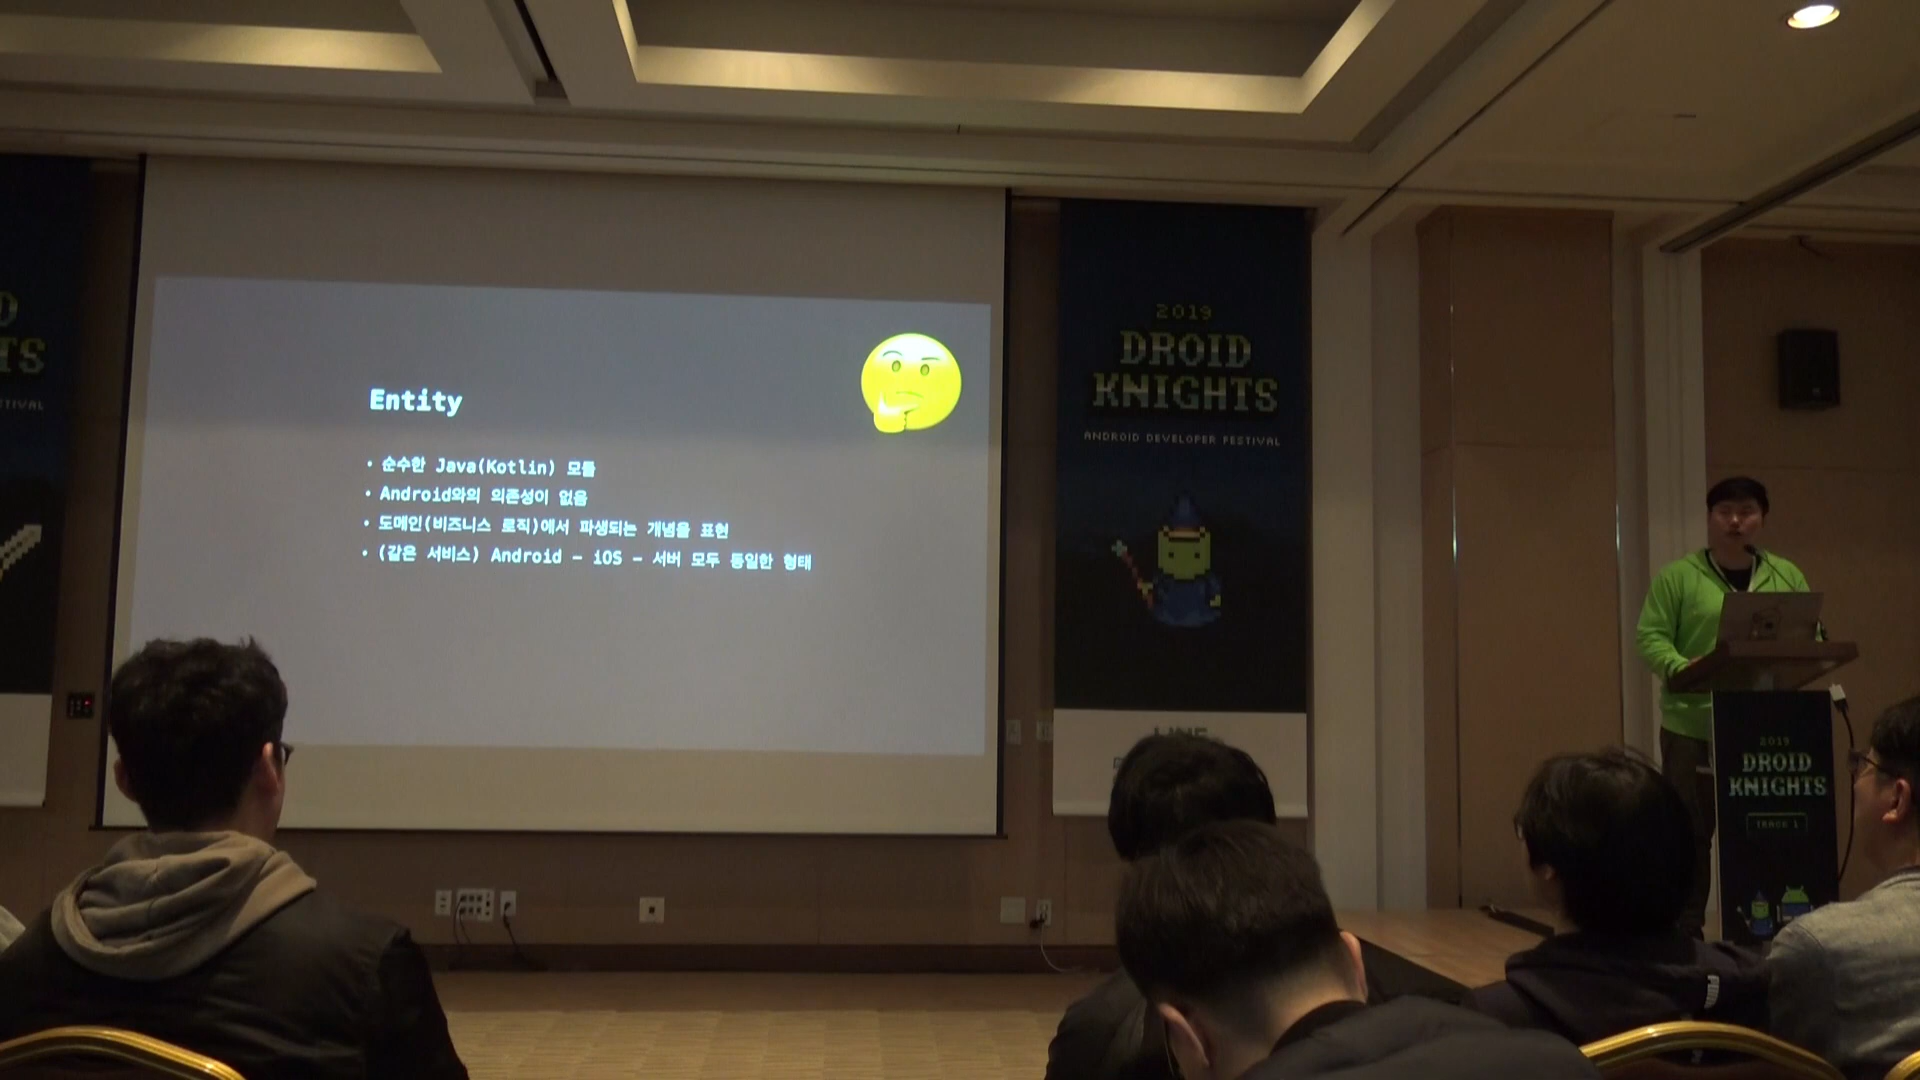 Entity
• 순수한 Java(Kotlin) 모듈
• Android와의 의존성이 없음
• 도메인(비즈니스 로직)에서 파생되는 개념을 표현
• (같은 서비스) Android – iOS – 서버 모두 동일한 형태
2019
DROID
KNIGHTS
ANDROID DEVELOPER FESTIVAL
2019
DROID
KNIGHTS
TRACK 1